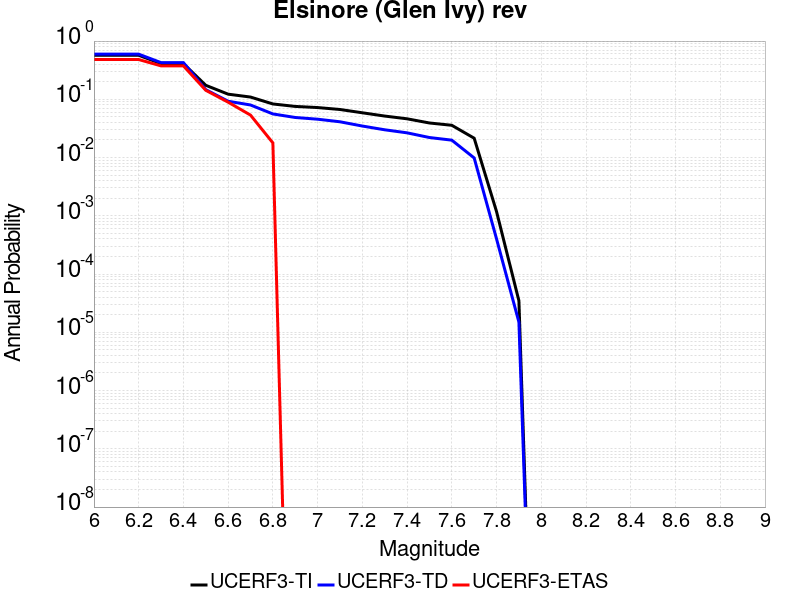 Elsinore (Glen Ivy) rev
Annual Probability
10^0
10^-1
10^-2
10^-3
10^-4
10^-5
10^-6
10^-7
10^-8
6 6.2 6.4 6.6 6.8 7 7.2 7.4 7.6 7.8 8 8.2 8.4 8.6 8.8 9
Magnitude
UCERF3-TI UCERF3-TD UCERF3-ETAS